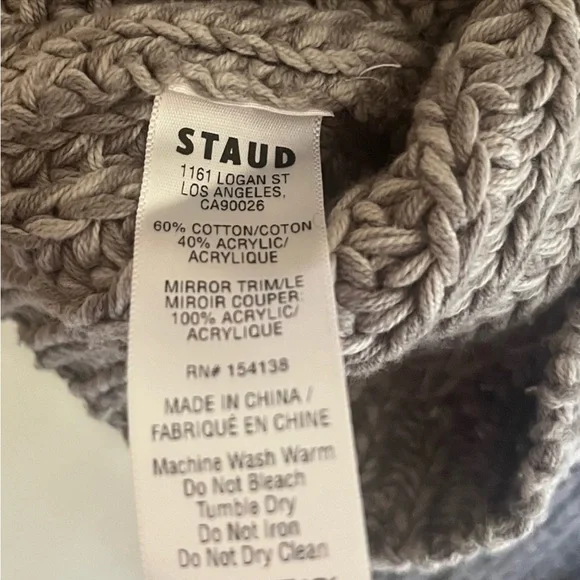 STAUD
1161 LOGAN ST
LOS ANGELES,
CA90026
60% COTTON/COTON
40% ACRYLIC/
ACRYLIQUE
MIRROR TRIM/LE
MIROIR COUPER:
100% ACRYLIC/
ACRYLIQUE
RN# 154138
MADE IN CHINA /
FABRIQUÉ EN CHINE
Machine Wash Warm
Do Not Bleach
Tumble Dry
Do Not Iron
Do Not Dry Clean